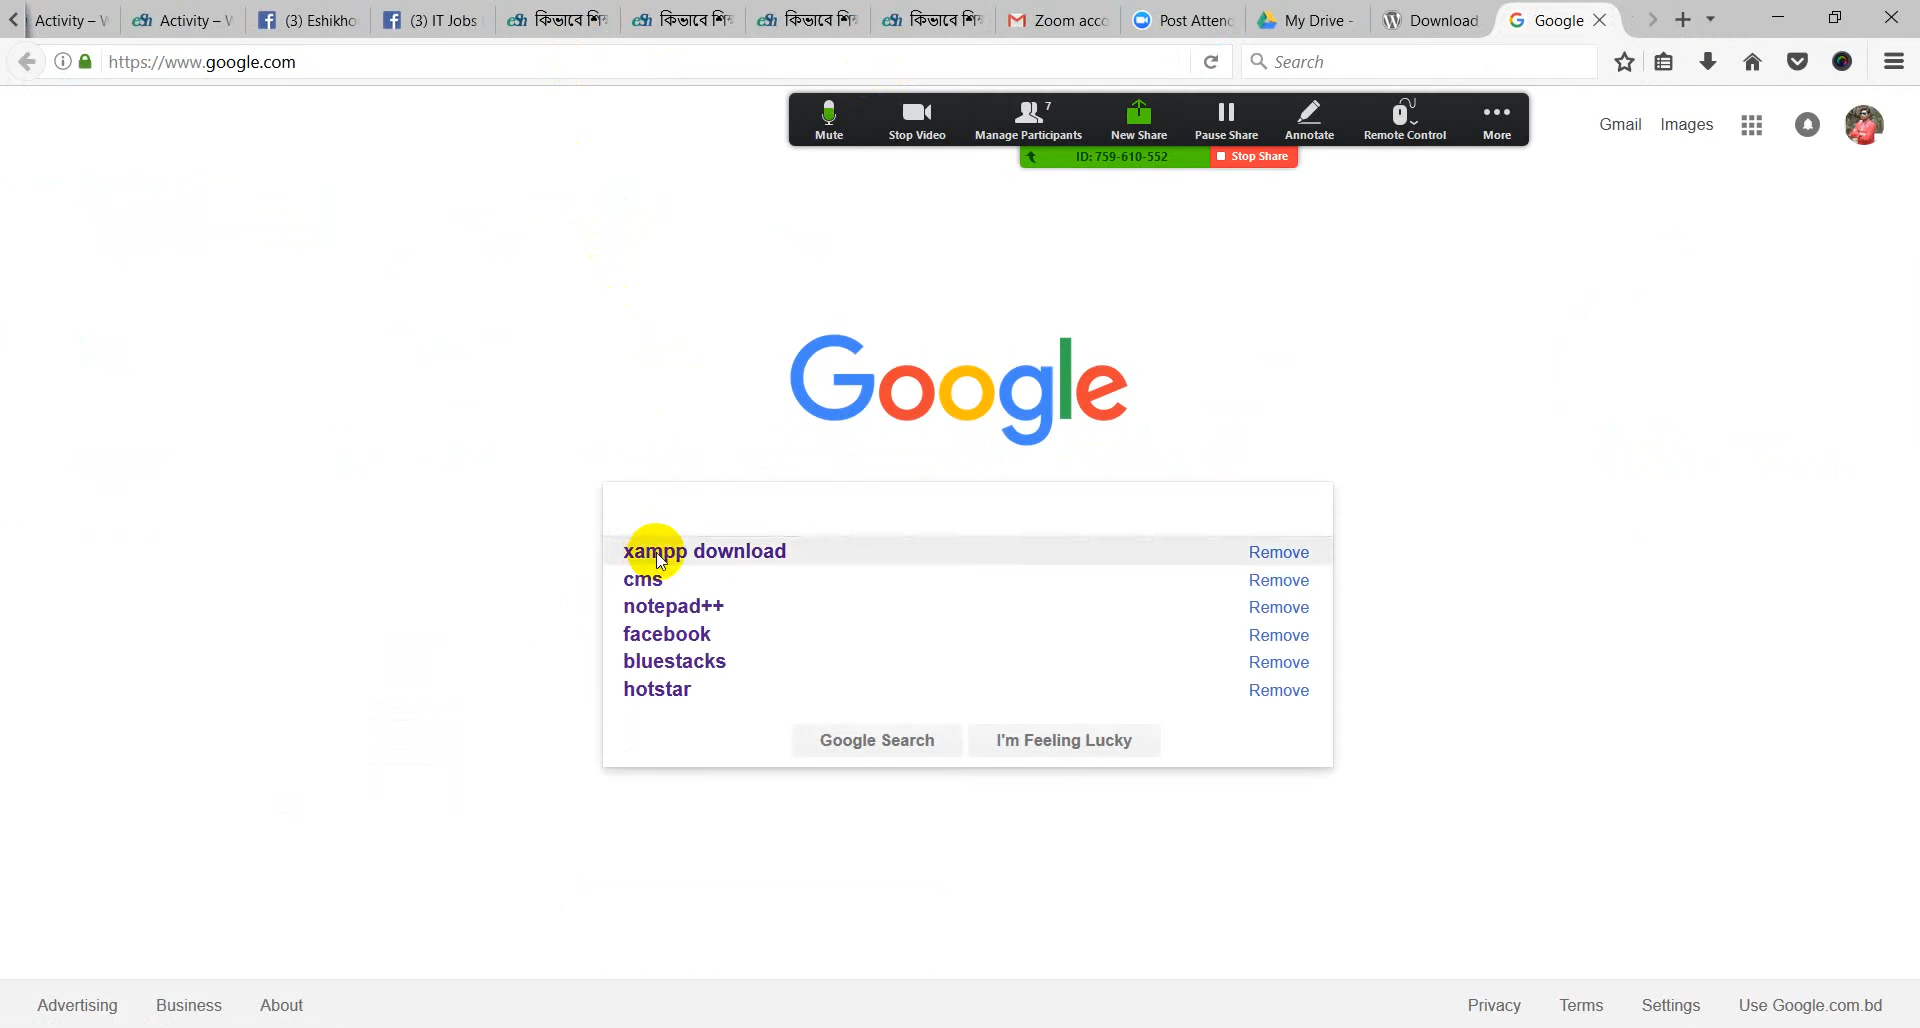 Activity – W
Activity – W
(3) Eshikho
(3) IT Jobs
কিভাবে শি
কিভাবে শি
কিভাবে শি
কিভাবে শি
Zoom acco
Post Attend
My Drive -
Download
Google
https://www.google.com
Search
Mute
Stop Video
7
Manage Participants
New Share
Pause Share
Annotate
Remote Control
More
ID: 759-610-552
Stop Share
Gmail Images
Google
xampp download Remove
cms Remove
notepad++ Remove
facebook Remove
bluestacks Remove
hotstar Remove
Google Search I'm Feeling Lucky
Advertising Business About Privacy Terms Settings Use Google.com.bd